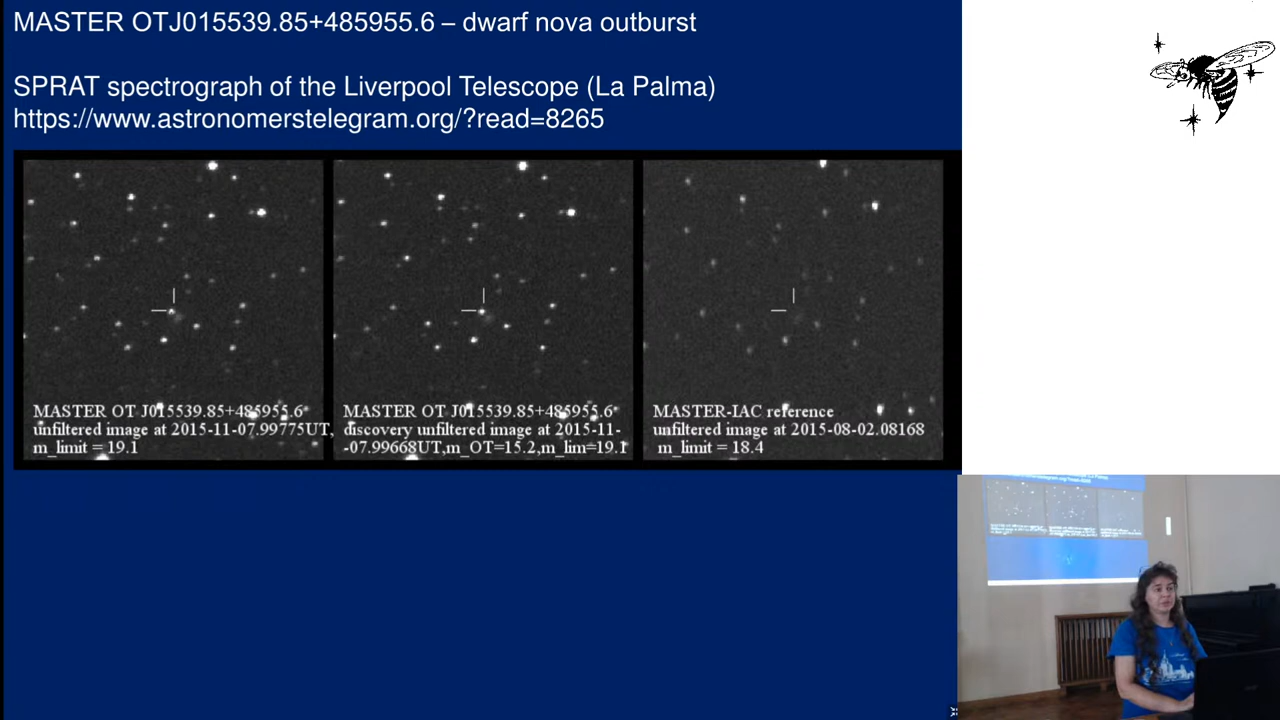 MASTER OTJ015539.85+485955.6 – dwarf nova outburst
SPRAT spectrograph of the Liverpool Telescope (La Palma)
https://www.astronomerstelegram.org/?read=8265
MASTER OT J015539.85+485955.6
unfiltered image at 2015-11-07.99775UT,
m_limit = 19.1
MASTER OT J015539.85+485955.6
discovery unfiltered image at 2015-11-
-07.99668UT,m_OT=15.2,m_lim=19.1
MASTER-IAC reference
unfiltered image at 2015-08-02.08168
m_limit = 18.4